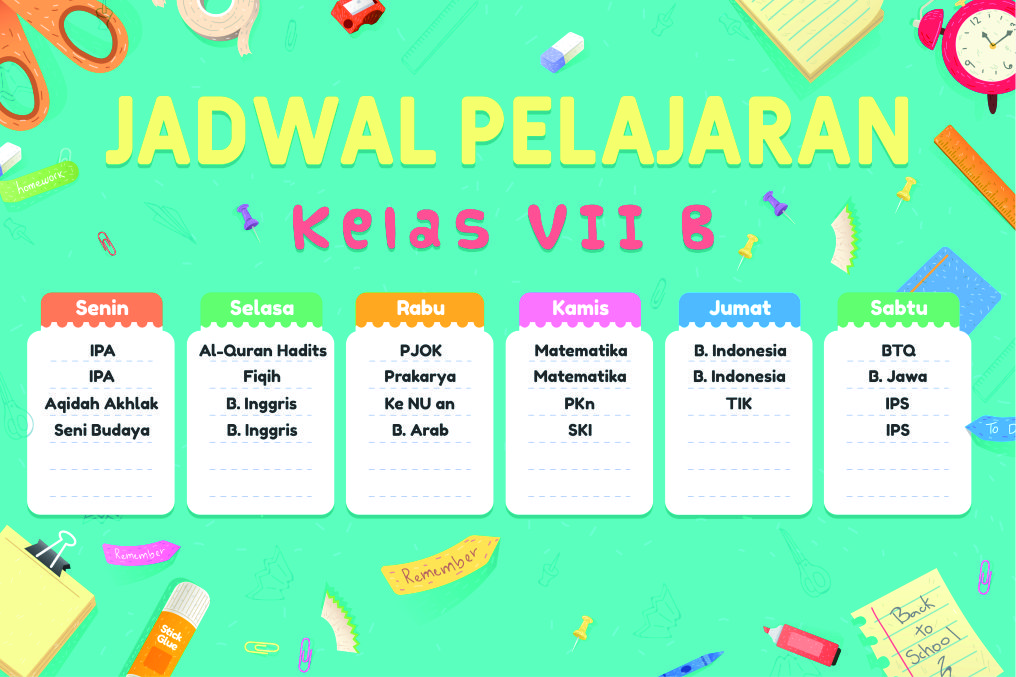 JADWAL PELAJARAN
homework
Kelas VII B
Senin
IPA
IPA
Aqidah Akhlak
Seni Budaya
Selasa
Al-Quran Hadits
Fiqih
B. Inggris
B. Inggris
Rabu
PJOK
Prakarya
Ke NU an
B. Arab
Kamis
Matematika
Matematika
PKn
SKI
Jumat
B. Indonesia
B. Indonesia
TIK
Sabtu
BTQ
B. Jawa
IPS
IPS
To D
Remember
Remember
Stick
Glue
Back
to
School